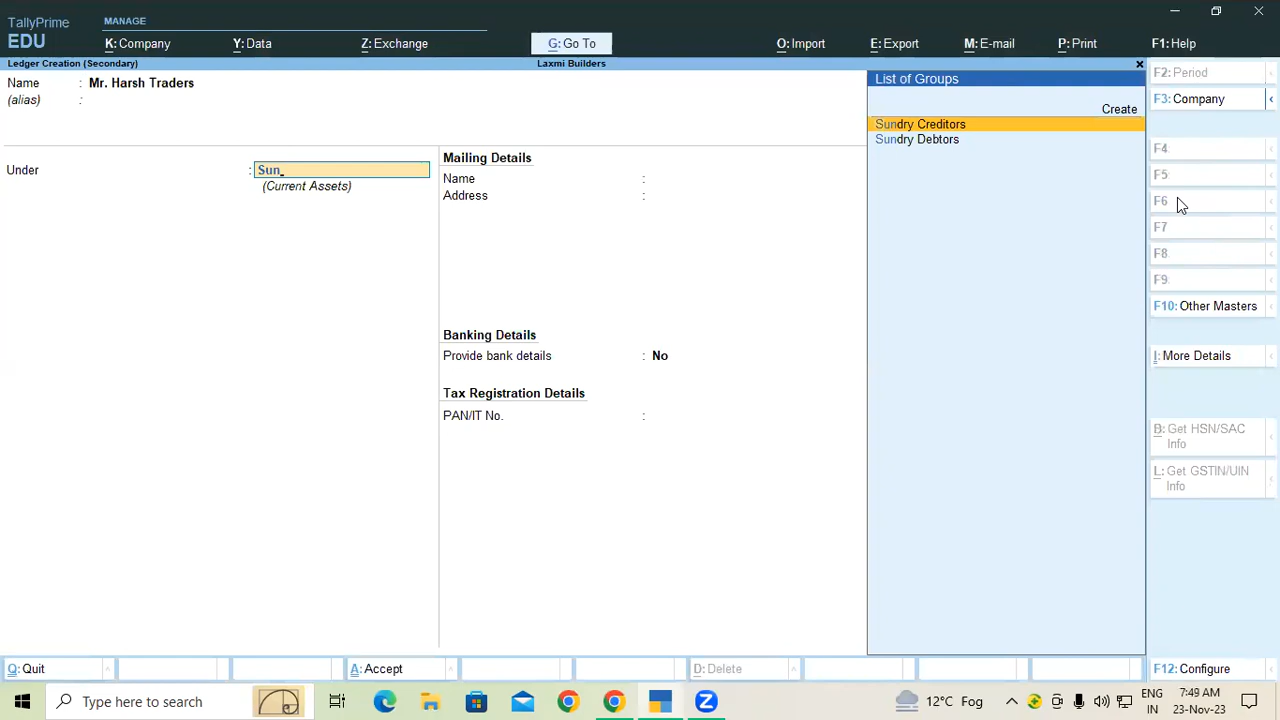 TallyPrime
EDU
MANAGE
K: Company
Y: Data
Z: Exchange
G: Go To
O: Import
E: Export
M: E-mail
P: Print
F1: Help
Ledger Creation (Secondary)
Laxmi Builders
Name : Mr. Harsh Traders
(alias) :
Under : Sun
(Current Assets)
Mailing Details
Name :
Address :
Banking Details
Provide bank details : No
Tax Registration Details
PAN/IT No. :
List of Groups
Create
Sundry Creditors
Sundry Debtors
F2: Period
F3: Company
F4
F5
F6
F7
F8
F9
F10: Other Masters
I: More Details
B: Get HSN/SAC
Info
L: Get GSTIN/UIN
Info
Q: Quit
A: Accept
D: Delete
F12: Configure
Type here to search
12°C Fog
ENG
IN
7:49 AM
23-Nov-23